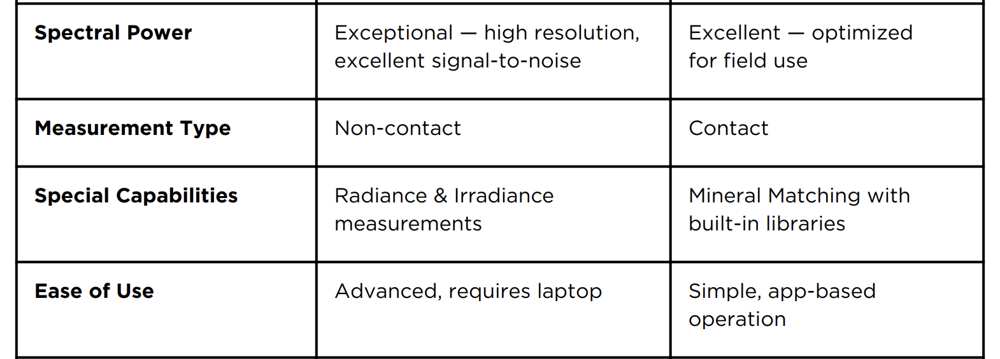 Spectral Power
Exceptional — high resolution,
excellent signal-to-noise
Excellent — optimized
for field use
Measurement Type
Non-contact
Contact
Special Capabilities
Radiance & Irradiance
measurements
Mineral Matching with
built-in libraries
Ease of Use
Advanced, requires laptop
Simple, app-based
operation